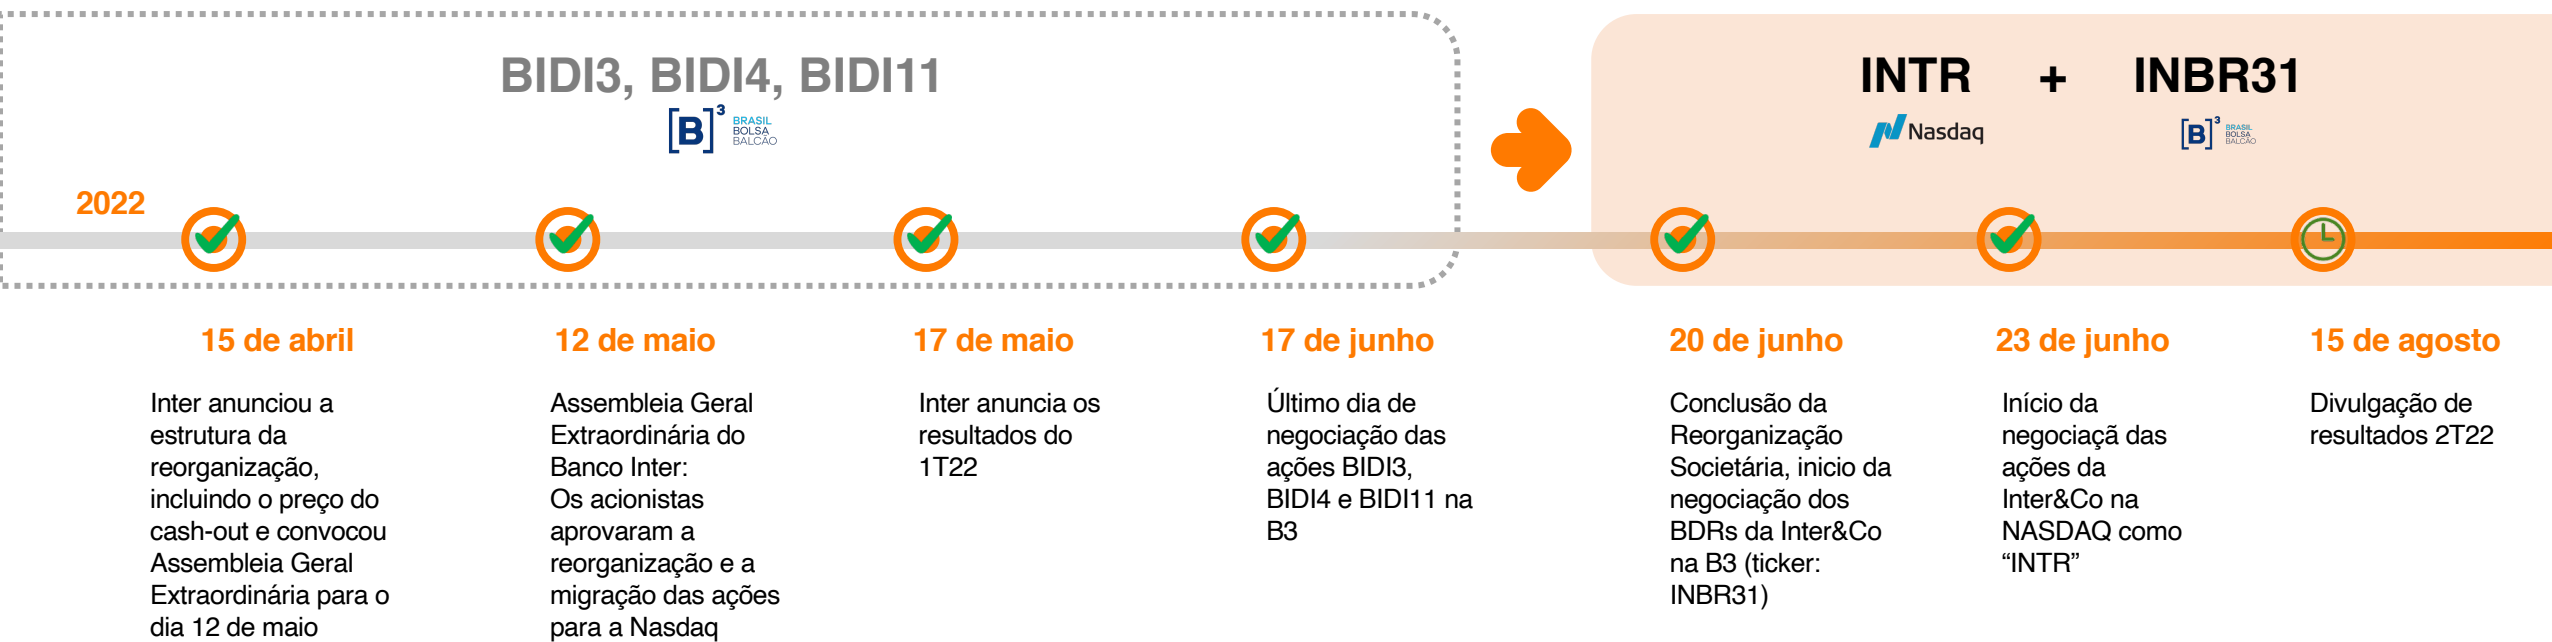 BIDI3, BIDI4, BIDI11
[B]³ BRASIL
BOLSA
BALCÃO
INTR + INBR31
Nasdaq
[B]³ BRASIL
BOLSA
BALCÃO
2022
15 de abril
Inter anunciou a
estrutura da
reorganização,
incluindo o preço do
cash-out e convocou
Assembleia Geral
Extraordinária para o
dia 12 de maio
12 de maio
Assembleia Geral
Extraordinária do
Banco Inter:
Os acionistas
aprovaram a
reorganização e a
migração das ações
para a Nasdaq
17 de maio
Inter anuncia os
resultados do
1T22
17 de junho
Último dia de
negociação das
ações BIDI3,
BIDI4 e BIDI11 na
B3
20 de junho
Conclusão da
Reorganização
Societária, inicio da
negociação dos
BDRs da Inter&Co
na B3 (ticker:
INBR31)
23 de junho
Início da
negociaçã das
ações da
Inter&Co na
NASDAQ como
“INTR”
15 de agosto
Divulgação de
resultados 2T22